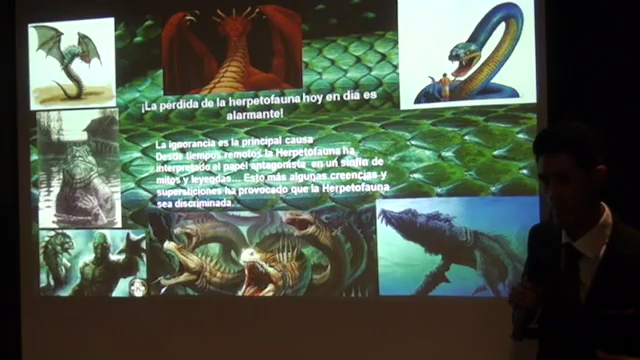 ¡La pérdida de la herpetofauna hoy en día es
alarmante!
La ignorancia es la principal causa
Desde tiempos remotos la Herpetofauna ha
interpretado el papel antagonista en un sinfín de
mitos y leyendas... Esto más algunas creencias y
supersticiones ha provocado que la Herpetofauna
sea discriminada.